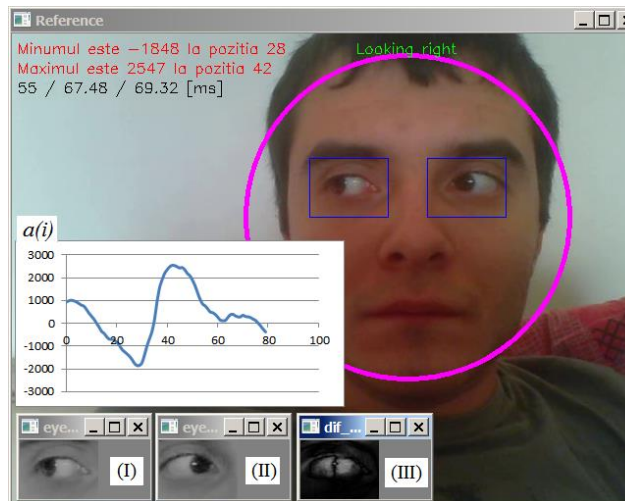 Reference
Minumul este -1848 la pozitia 28
Looking right
Maximul este 2547 la pozitia 42
55 / 67.48 / 69.32 [ms]
a(i)
3000
2000
1000
0
-1000
-2000
-3000
0 20 40 60 80 100
eye...
eye...
dif_...
(I)
(II)
(III)